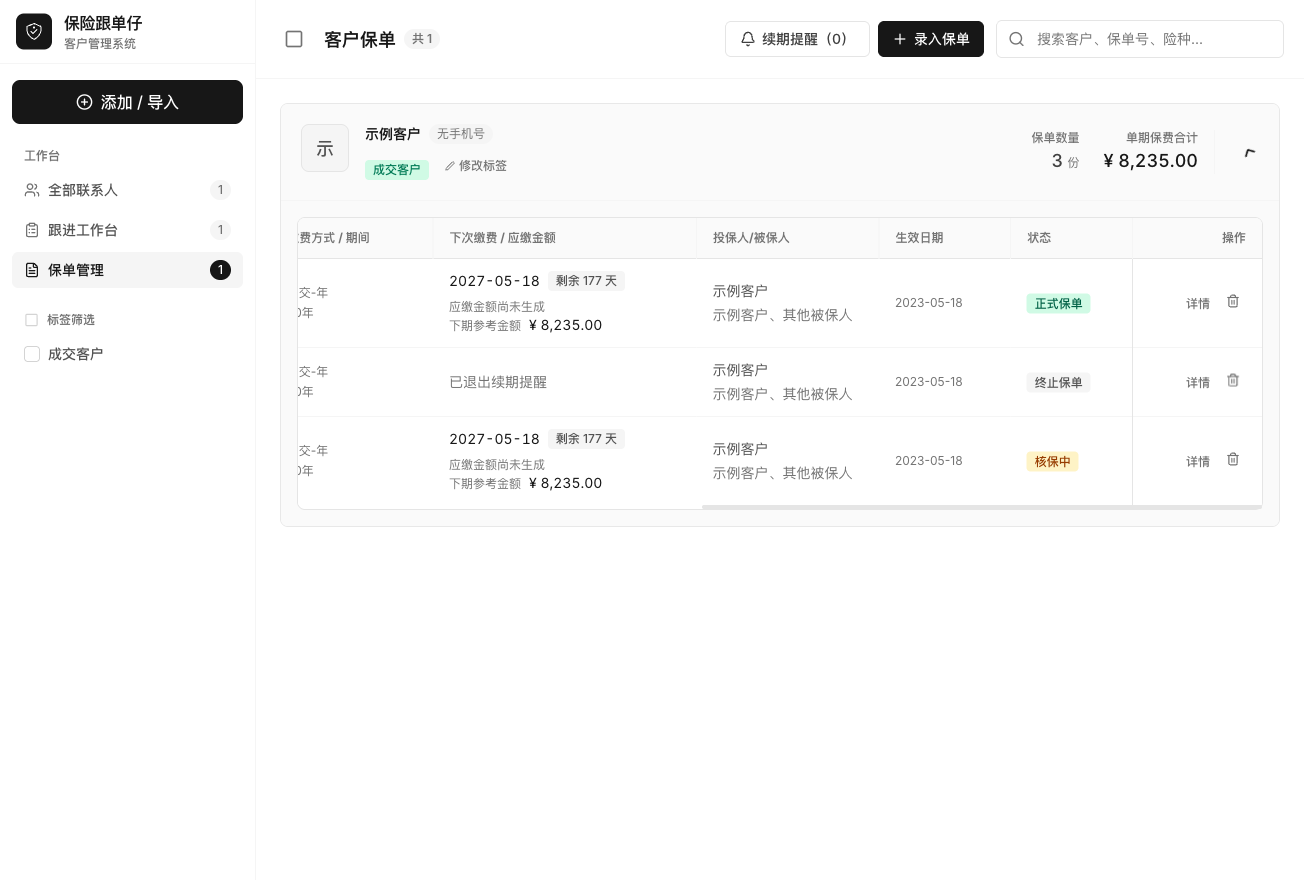 保险跟单仔
客户管理系统
添加 / 导入
工作台
全部联系人 1
跟进工作台 1
保单管理 1
标签筛选
成交客户
客户保单 共 1
续期提醒（0）
录入保单
搜索客户、保单号、险种...
示
示例客户 无手机号
成交客户 修改标签
保单数量
3 份
单期保费合计
¥ 8,235.00
费方式 / 期间 下次缴费 / 应缴金额 投保人/被保人 生效日期 状态 操作
交-年
0年
2027-05-18 剩余 177 天
应缴金额尚未生成
下期参考金额 ¥ 8,235.00
示例客户
示例客户、其他被保人
2023-05-18
正式保单
详情
交-年
0年
已退出续期提醒
示例客户
示例客户、其他被保人
2023-05-18
终止保单
详情
交-年
0年
2027-05-18 剩余 177 天
应缴金额尚未生成
下期参考金额 ¥ 8,235.00
示例客户
示例客户、其他被保人
2023-05-18
核保中
详情